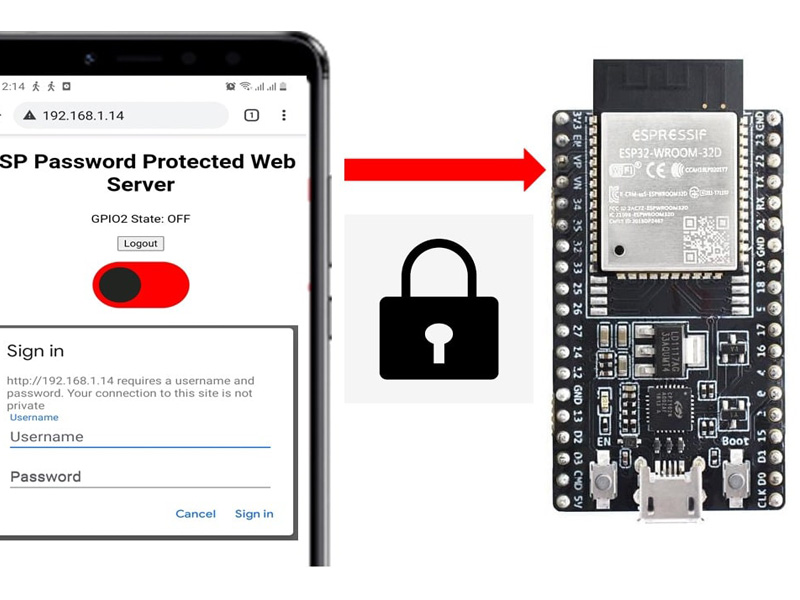 2:14
192.168.1.14
1
SP Password Protected Web
Server
GPIO2 State: OFF
Logout
Sign in
http://192.168.1.14 requires a username and
password. Your connection to this site is not
private
Username
Username
Password
Cancel
Sign in
ESPRESSIF
ESP32-WROOM-32D
WiFi
CE
3V3
EN
VP
VN
34
35
32
33
25
26
27
14
12
GND
13
D2
D3
CMD
5V
EN
GND
23
22
TX
RX
21
GND
19
18
5
17
16
4
0
2
15
D1
D0
CLK
Boot
LD1117AG